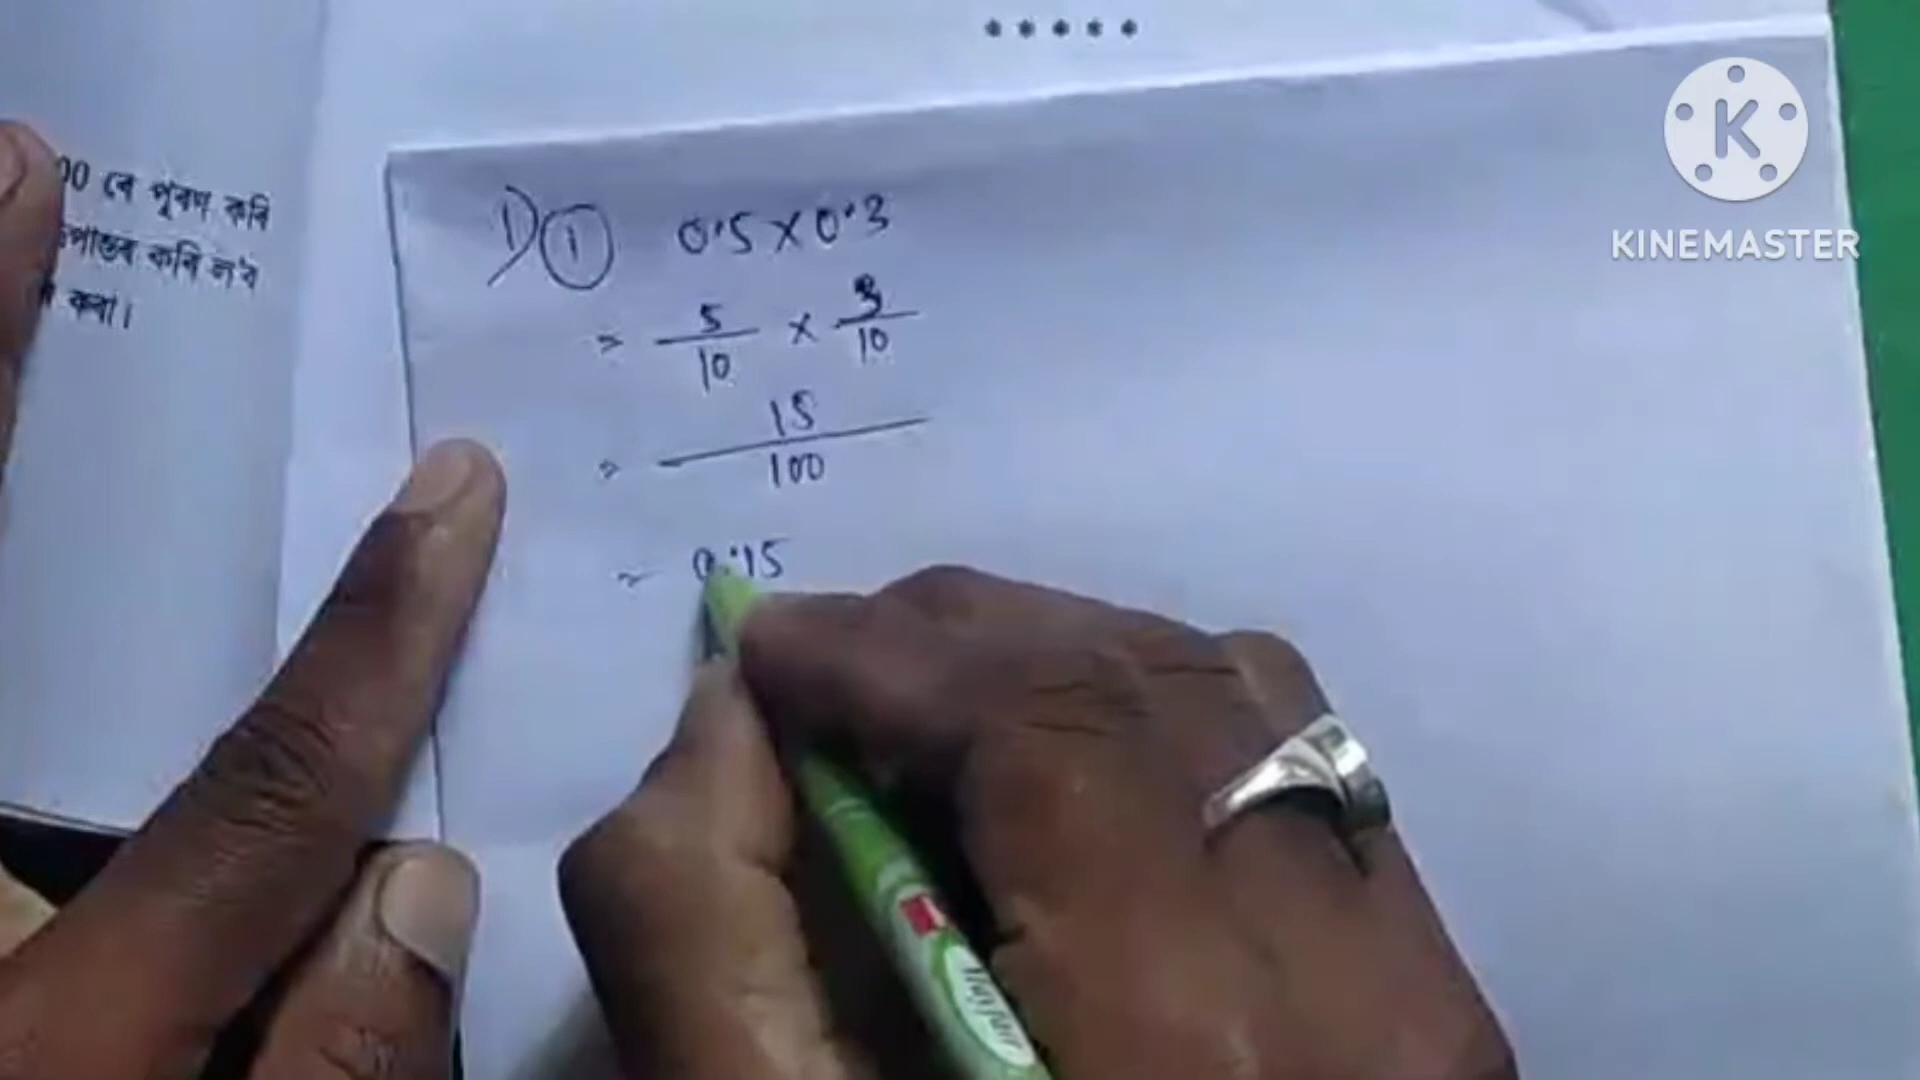 00 ৰে পূৰণ কৰি
ৰূপান্তৰ কৰি ল'ব
কৰা।
1) ① 0.5 × 0.3
= 5/10 × 3/10
= 15/100
= 0.15
KINEMASTER